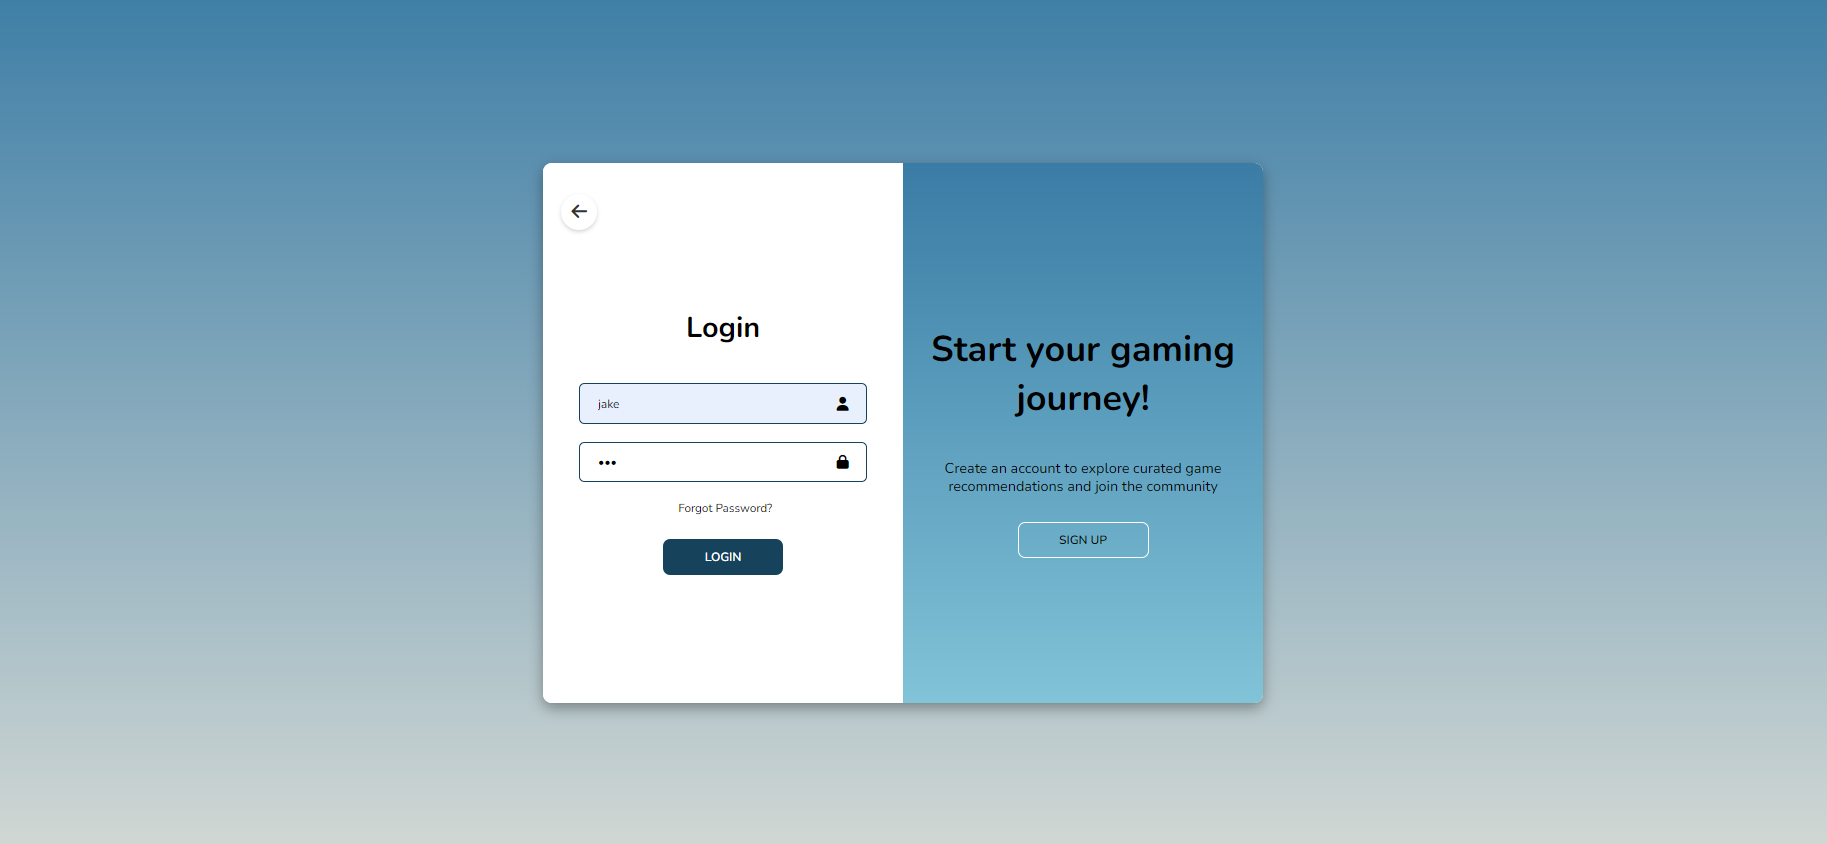 Login
jake
•••
Forgot Password?
LOGIN
Start your gaming
journey!
Create an account to explore curated game
recommendations and join the community
SIGN UP